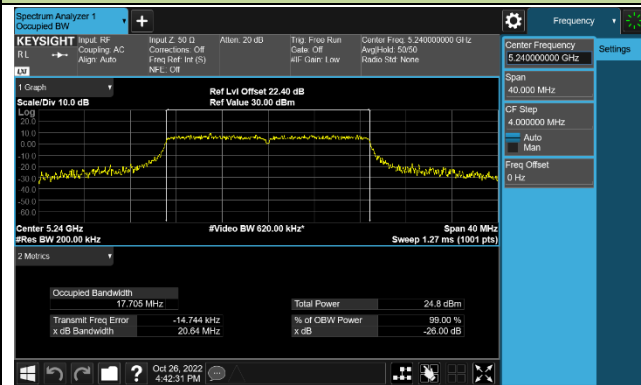 Spectrum Analyzer 1
Occupied BW
Frequency
KEYSIGHT
RL
LXI
Input: RF
Coupling: AC
Align: Auto
Input Z: 50 Ω
Corrections: Off
Freq Ref: Int (S)
NFE: Off
Atten: 20 dB
Trig: Free Run
Gate: Off
#IF Gain: Low
Center Freq: 5.240000000 GHz
Avg|Hold: 50/50
Radio Std: None
Center Frequency
5.240000000 GHz
Settings
Span
40.000 MHz
CF Step
4.000000 MHz
Auto
Man
Freq Offset
0 Hz
1 Graph
Scale/Div 10.0 dB
Ref Lvl Offset 22.40 dB
Ref Value 30.00 dBm
Log
20.0
10.0
0.00
-10.0
-20.0
-30.0
-40.0
-50.0
-60.0
Center 5.24 GHz
#Res BW 200.00 kHz
#Video BW 620.00 kHz*
Span 40 MHz
Sweep 1.27 ms (1001 pts)
2 Metrics
Occupied Bandwidth
17.705 MHz
Total Power 24.8 dBm
Transmit Freq Error -14.744 kHz
% of OBW Power 99.00 %
x dB Bandwidth 20.64 MHz
x dB -26.00 dB
Oct 26, 2022
4:42:31 PM